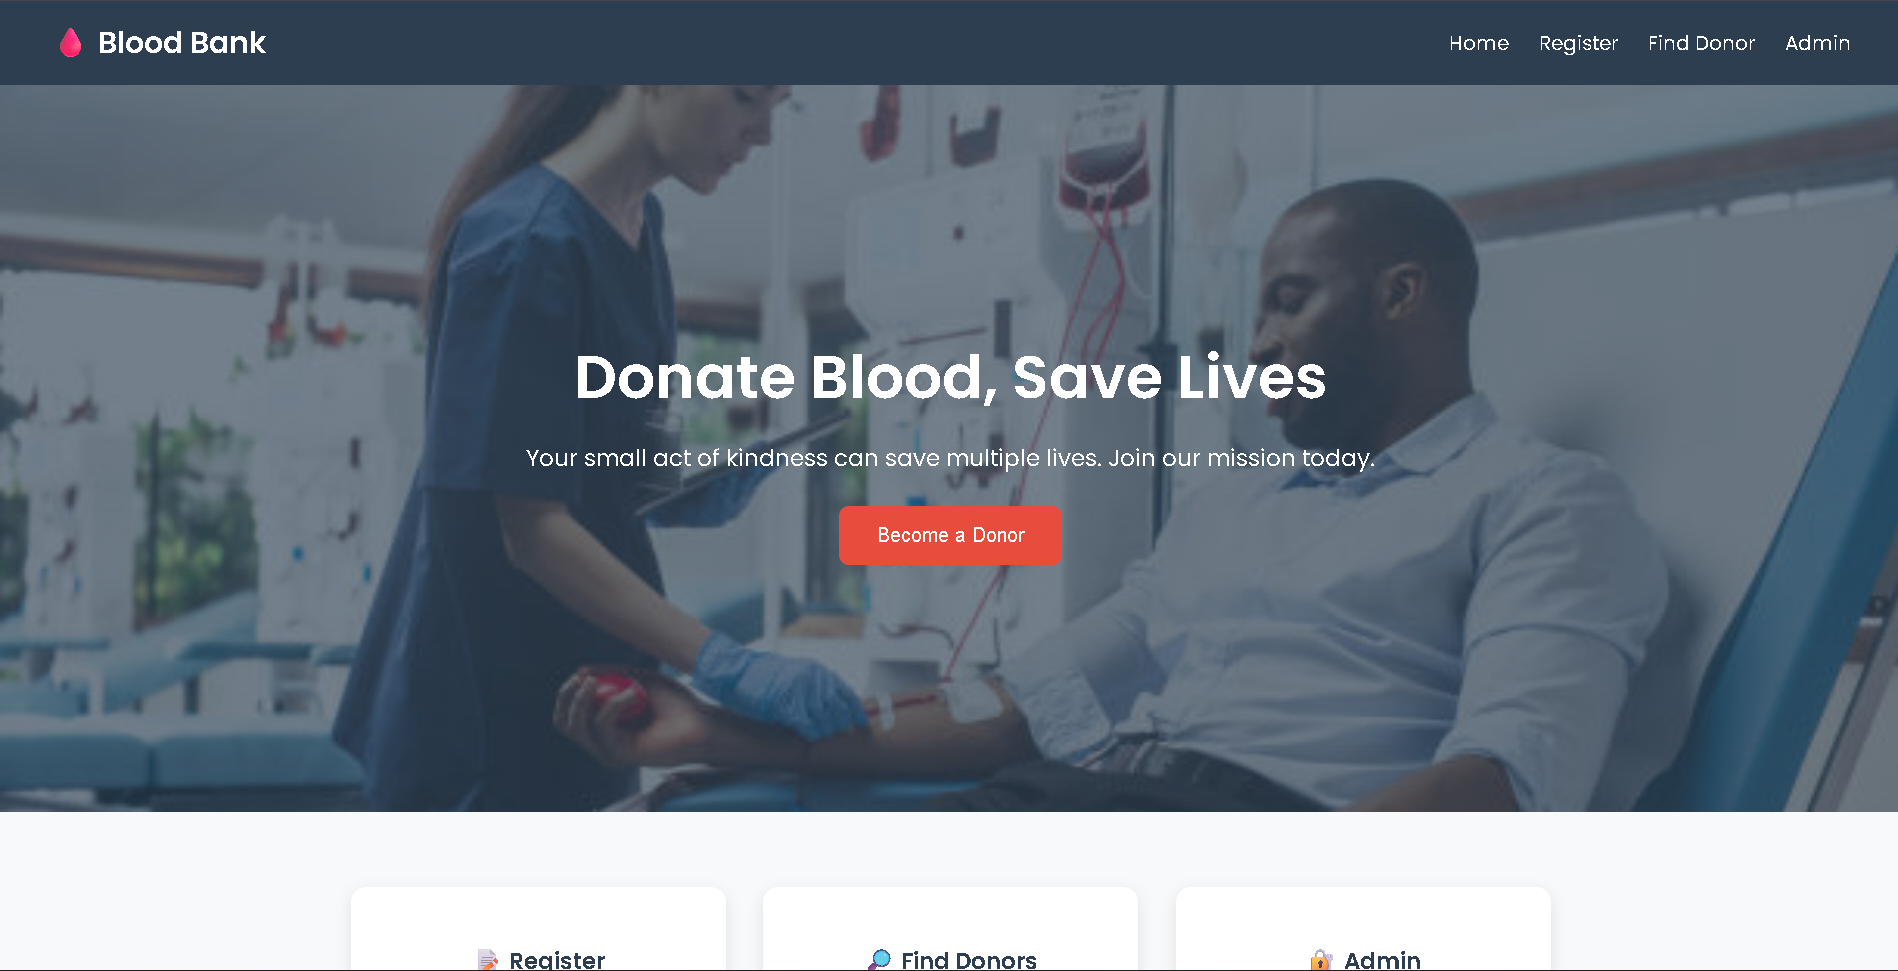 Blood Bank
Home Register Find Donor Admin
Donate Blood, Save Lives
Your small act of kindness can save multiple lives. Join our mission today.
Become a Donor
Register Find Donors Admin